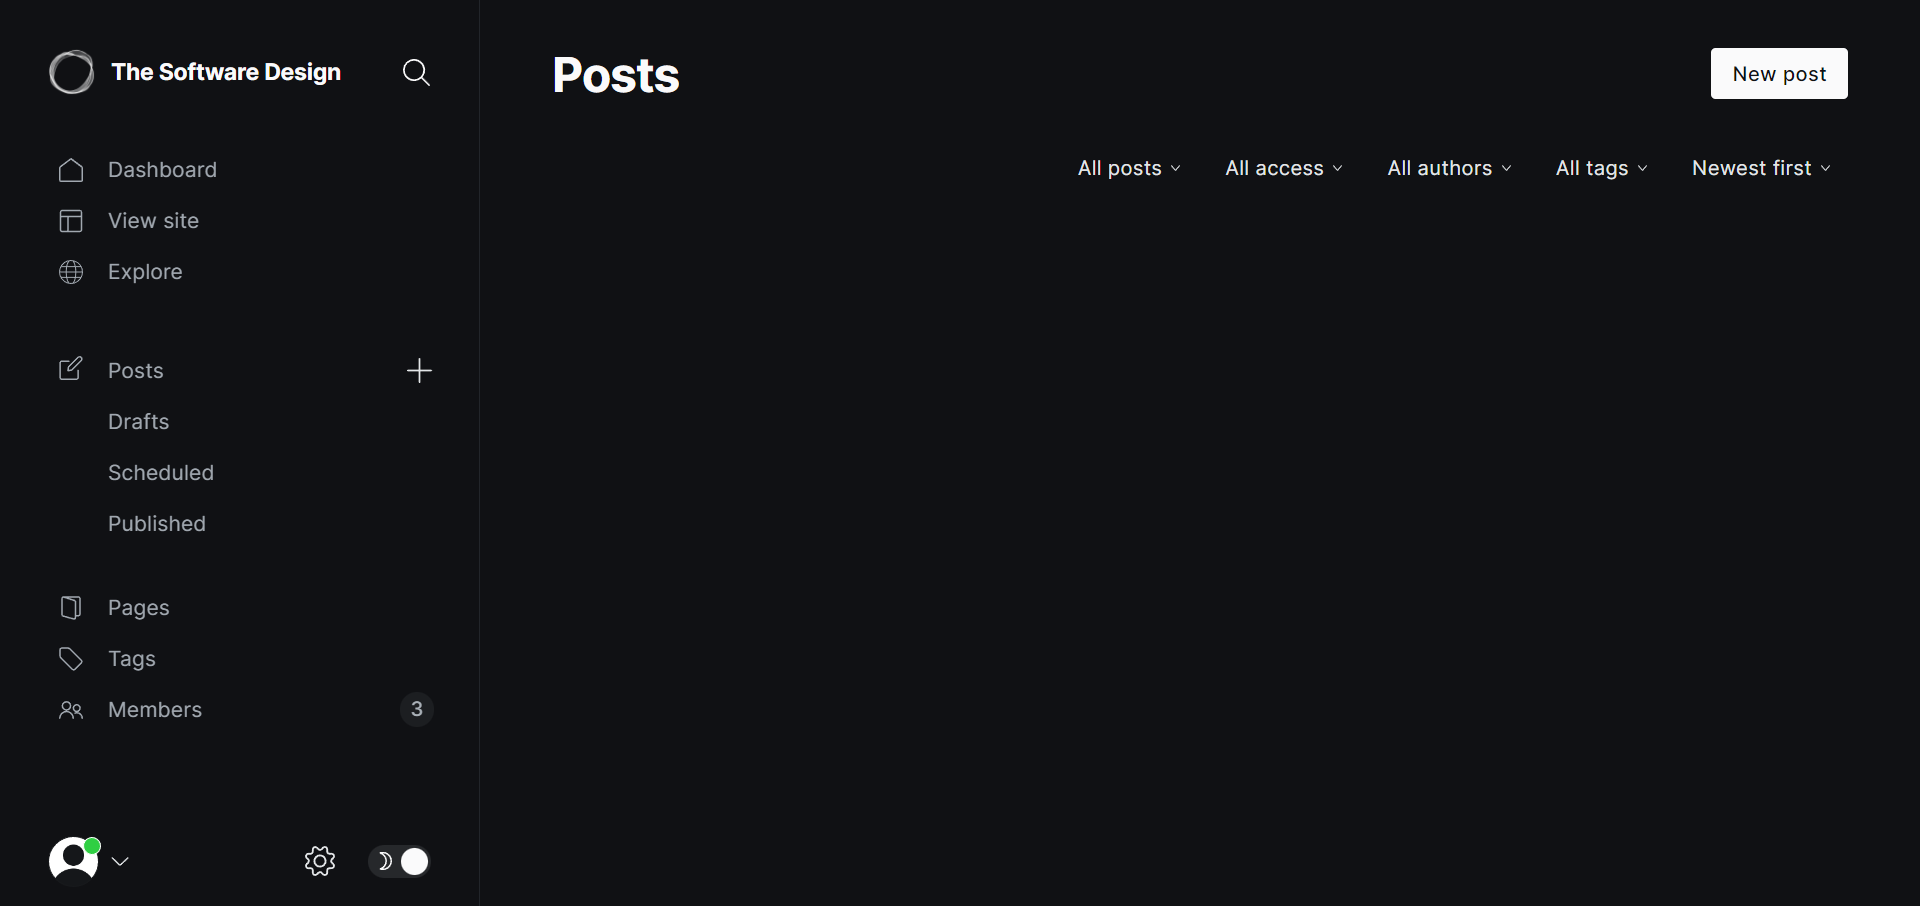 The Software Design
Dashboard
View site
Explore
Posts
Drafts
Scheduled
Published
Pages
Tags
Members 3
Posts
New post
All posts All access All authors All tags Newest first